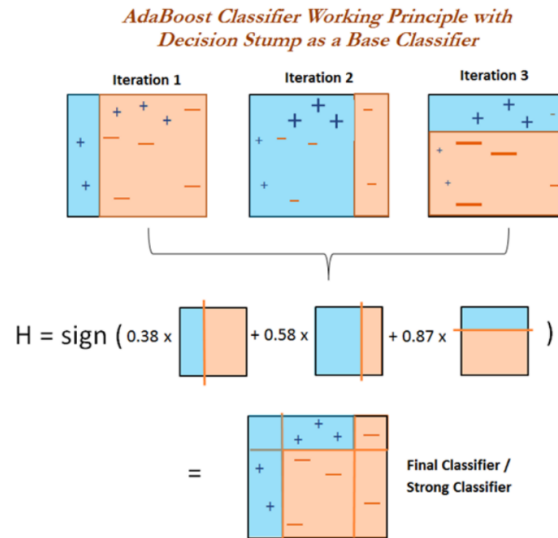 AdaBoost Classifier Working Principle with
Decision Stump as a Base Classifier
Iteration 1 Iteration 2 Iteration 3
H = sign ( 0.38 x + 0.58 x + 0.87 x )
=
Final Classifier /
Strong Classifier